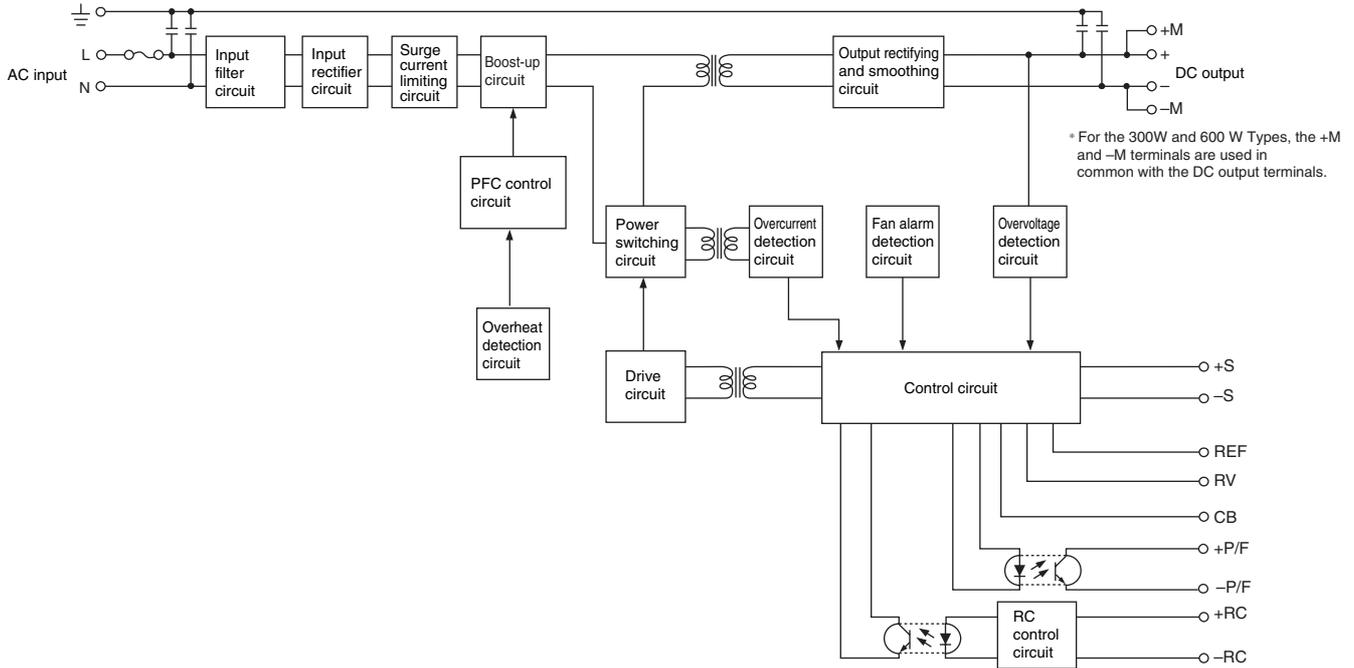 +M
L
Input
filter
circuit
Input
rectifier
circuit
Surge
current
limiting
circuit
Boost-up
circuit
Output rectifying
and smoothing
circuit
+
AC input
DC output
N
–
–M
* For the 300W and 600 W Types, the +M
and –M terminals are used in
common with the DC output terminals.
PFC control
circuit
Power
switching
circuit
Overcurrent
detection
circuit
Fan alarm
detection
circuit
Overvoltage
detection
circuit
Overheat
detection
circuit
Drive
circuit
Control circuit
+S
–S
REF
RV
CB
+P/F
–P/F
RC
control
circuit
+RC
–RC